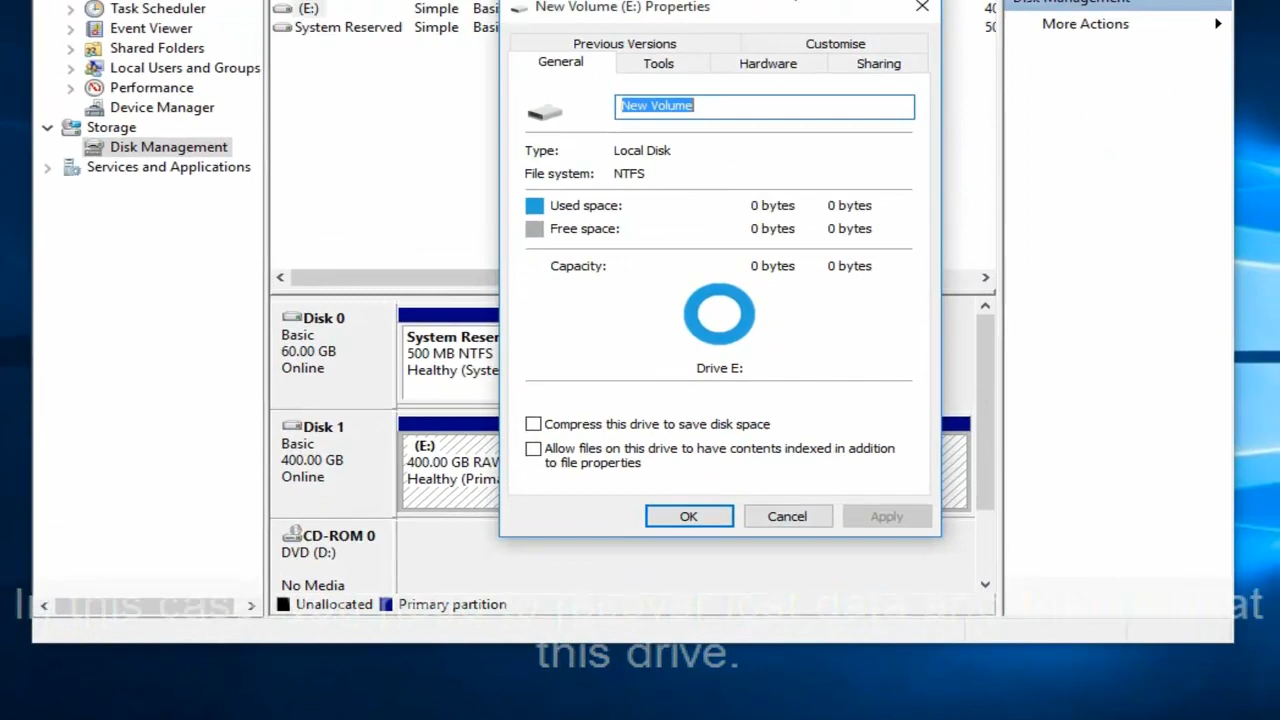 Task Scheduler
Event Viewer
Shared Folders
Local Users and Groups
Performance
Device Manager
Storage
Disk Management
Services and Applications
(E:) Simple
System Reserved Simple
More Actions
New Volume (E:) Properties
Previous Versions Customise
General Tools Hardware Sharing
New Volume
Type: Local Disk
File system: NTFS
Used space: 0 bytes 0 bytes
Free space: 0 bytes 0 bytes
Capacity: 0 bytes 0 bytes
Drive E:
Compress this drive to save disk space
Allow files on this drive to have contents indexed in addition
to file properties
OK Cancel Apply
Disk 0
Basic
60.00 GB
Online
System Reser
500 MB NTFS
Healthy (Syste
Disk 1
Basic
400.00 GB
Online
(E:)
400.00 GB RAW
Healthy (Prima
CD-ROM 0
DVD (D:)
No Media
Unallocated Primary partition
In this case
this drive.